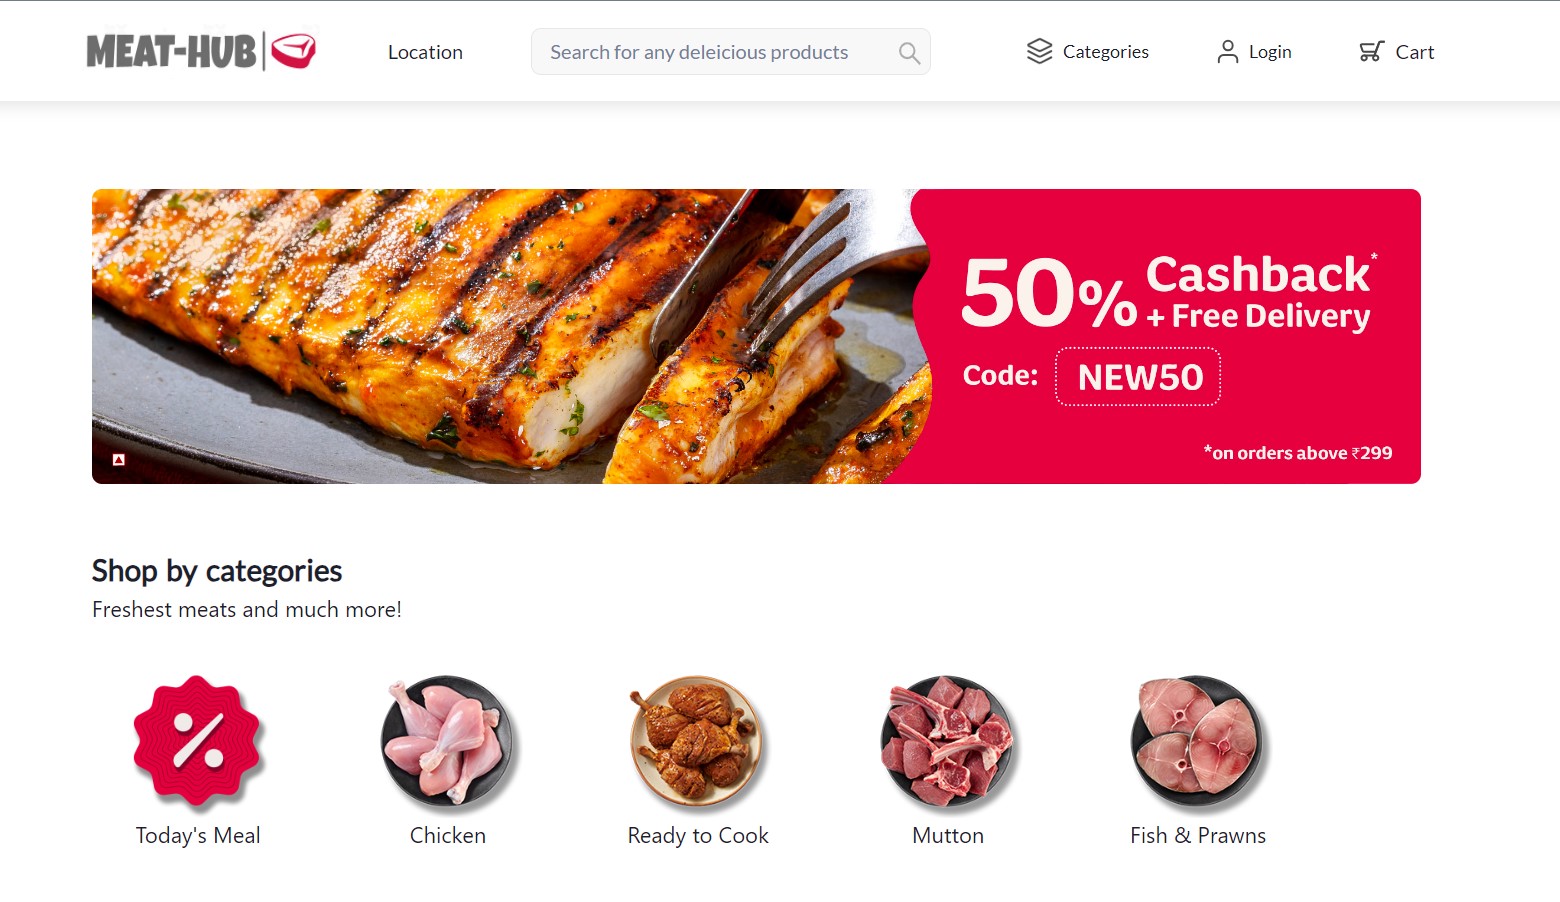 MEAT-HUB
Location
Search for any deleicious products
Categories
Login
Cart
50% Cashback*
+ Free Delivery
Code: NEW50
*on orders above ₹299
Shop by categories
Freshest meats and much more!
Today's Meal
Chicken
Ready to Cook
Mutton
Fish & Prawns